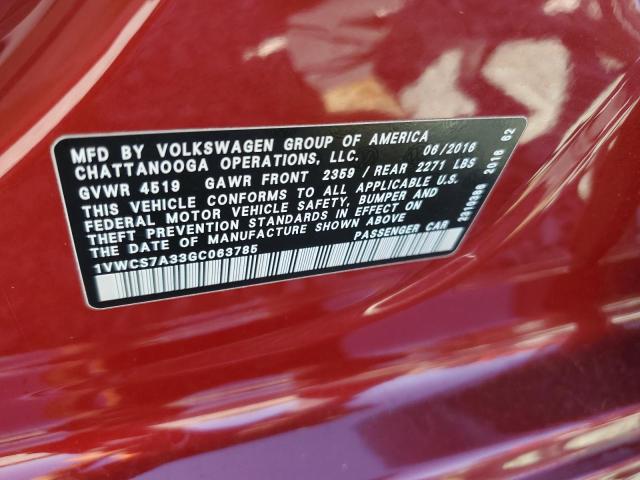 MFD BY VOLKSWAGEN GROUP OF AMERICA
CHATTANOOGA OPERATIONS, LLC. 06/2016
GVWR 4519 GAWR FRONT 2359 / REAR 2271 LBS
THIS VEHICLE CONFORMS TO ALL APPLICABLE U.S.
FEDERAL MOTOR VEHICLE SAFETY, BUMPER AND
THEFT PREVENTION STANDARDS IN EFFECT ON
THE DATE OF MANUFACTURE SHOWN ABOVE
1VWCS7A33GC063785 PASSENGER CAR
2016 62